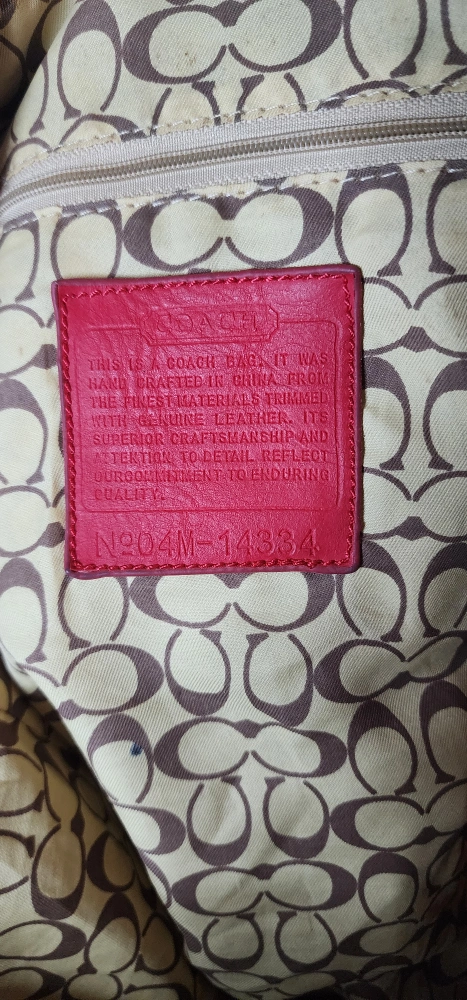 COACH
THIS IS A COACH BAG. IT WAS
HAND CRAFTED IN CHINA FROM
THE FINEST MATERIALS TRIMMED
WITH GENUINE LEATHER. ITS
SUPERIOR CRAFTSMANSHIP AND
ATTENTION TO DETAIL REFLECT
OUR COMMITMENT TO ENDURING
QUALITY.
Nº04M-14334